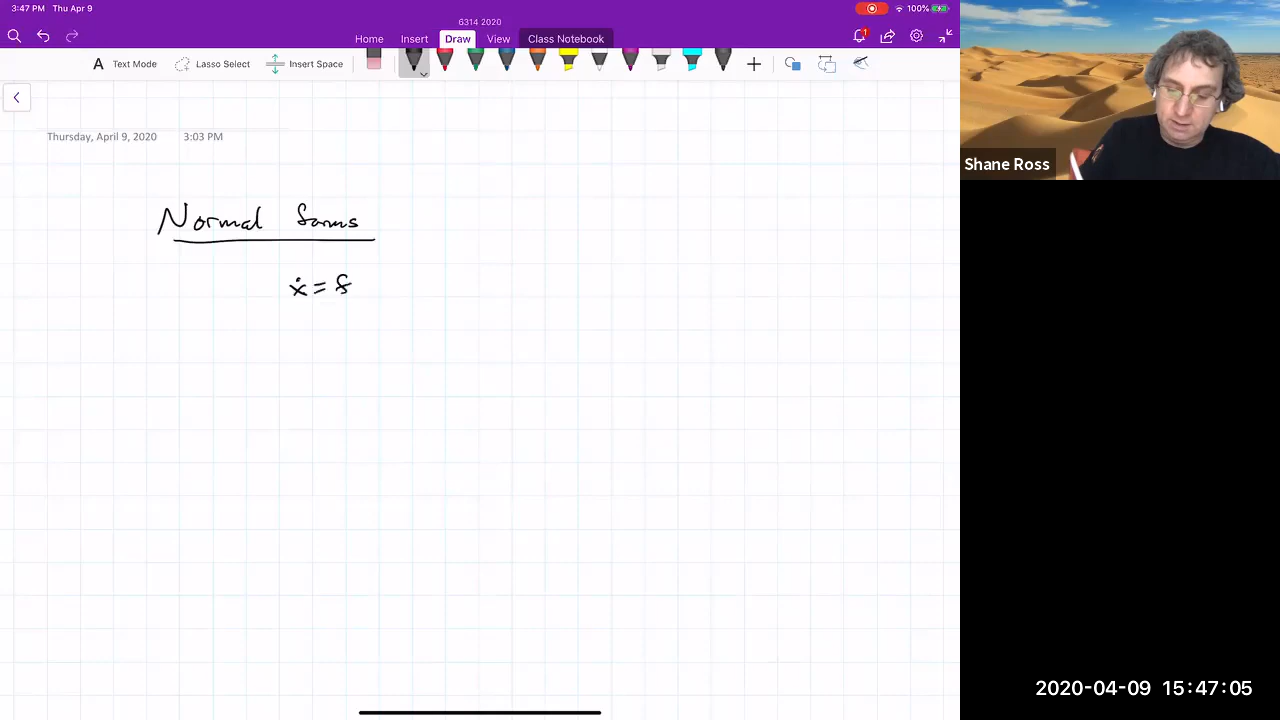 3:47 PM Thu Apr 9
100%
6314 2020
Home Insert Draw View Class Notebook
1
A Text Mode Lasso Select Insert Space
Thursday, April 9, 2020 3:03 PM
Normal forms
ẋ = f
Shane Ross
2020-04-09 15:47:05